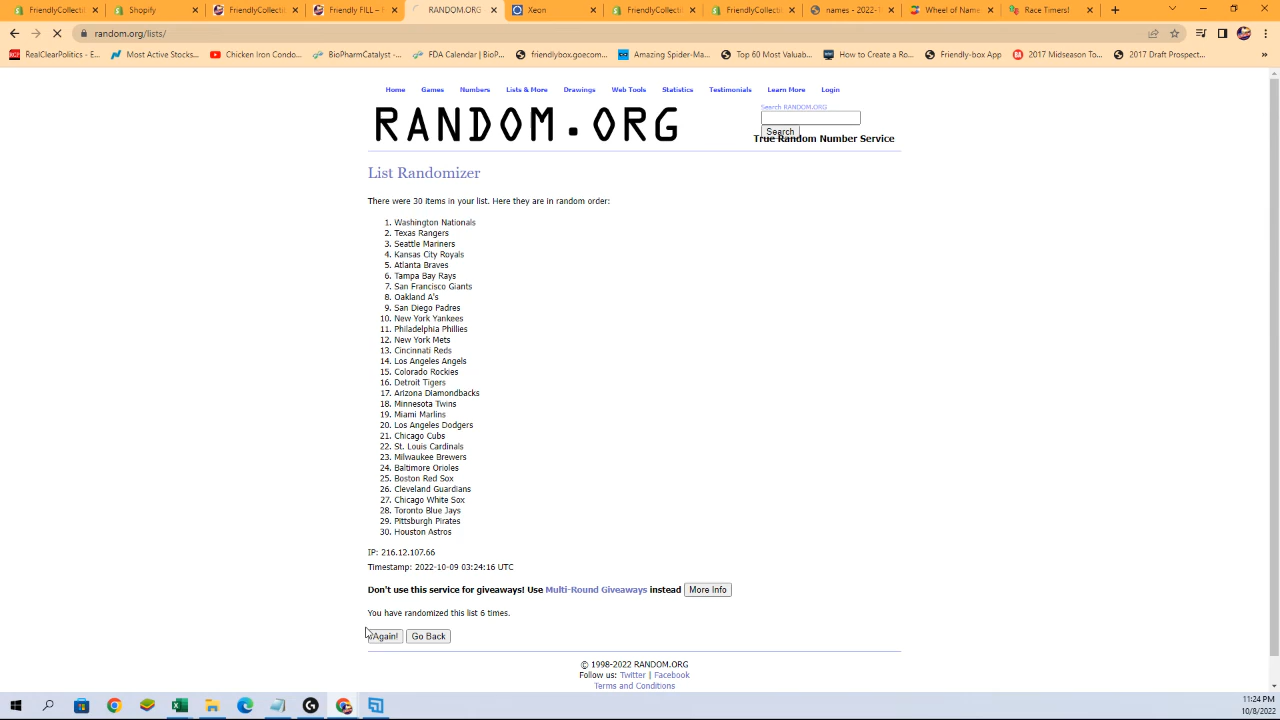 FriendlyCollecti
Shopify
FriendlyCollecti
Friendly FILL –
RANDOM.ORG
Xeon
FriendlyCollecti
FriendlyCollecti
names - 2022-1
Wheel of Name
Race Timers!
random.org/lists/
RealClearPolitics - E...
Most Active Stocks...
Chicken Iron Condo...
BioPharmCatalyst -...
FDA Calendar | BioP...
friendlybox.goecom...
Amazing Spider-Ma...
Top 60 Most Valuab...
How to Create a Ro...
Friendly-box App
2017 Midseason To...
2017 Draft Prospect...
Home Games Numbers Lists & More Drawings Web Tools Statistics Testimonials Learn More Login
RANDOM.ORG
Search RANDOM.ORG
Search
True Random Number Service
List Randomizer
There were 30 items in your list. Here they are in random order:
1. Washington Nationals
2. Texas Rangers
3. Seattle Mariners
4. Kansas City Royals
5. Atlanta Braves
6. Tampa Bay Rays
7. San Francisco Giants
8. Oakland A's
9. San Diego Padres
10. New York Yankees
11. Philadelphia Phillies
12. New York Mets
13. Cincinnati Reds
14. Los Angeles Angels
15. Colorado Rockies
16. Detroit Tigers
17. Arizona Diamondbacks
18. Minnesota Twins
19. Miami Marlins
20. Los Angeles Dodgers
21. Chicago Cubs
22. St. Louis Cardinals
23. Milwaukee Brewers
24. Baltimore Orioles
25. Boston Red Sox
26. Cleveland Guardians
27. Chicago White Sox
28. Toronto Blue Jays
29. Pittsburgh Pirates
30. Houston Astros
IP: 216.12.107.66
Timestamp: 2022-10-09 03:24:16 UTC
Don't use this service for giveaways! Use Multi-Round Giveaways instead More Info
You have randomized this list 6 times.
Again! Go Back
© 1998-2022 RANDOM.ORG
Follow us: Twitter | Facebook
Terms and Conditions
11:24 PM
10/8/2022